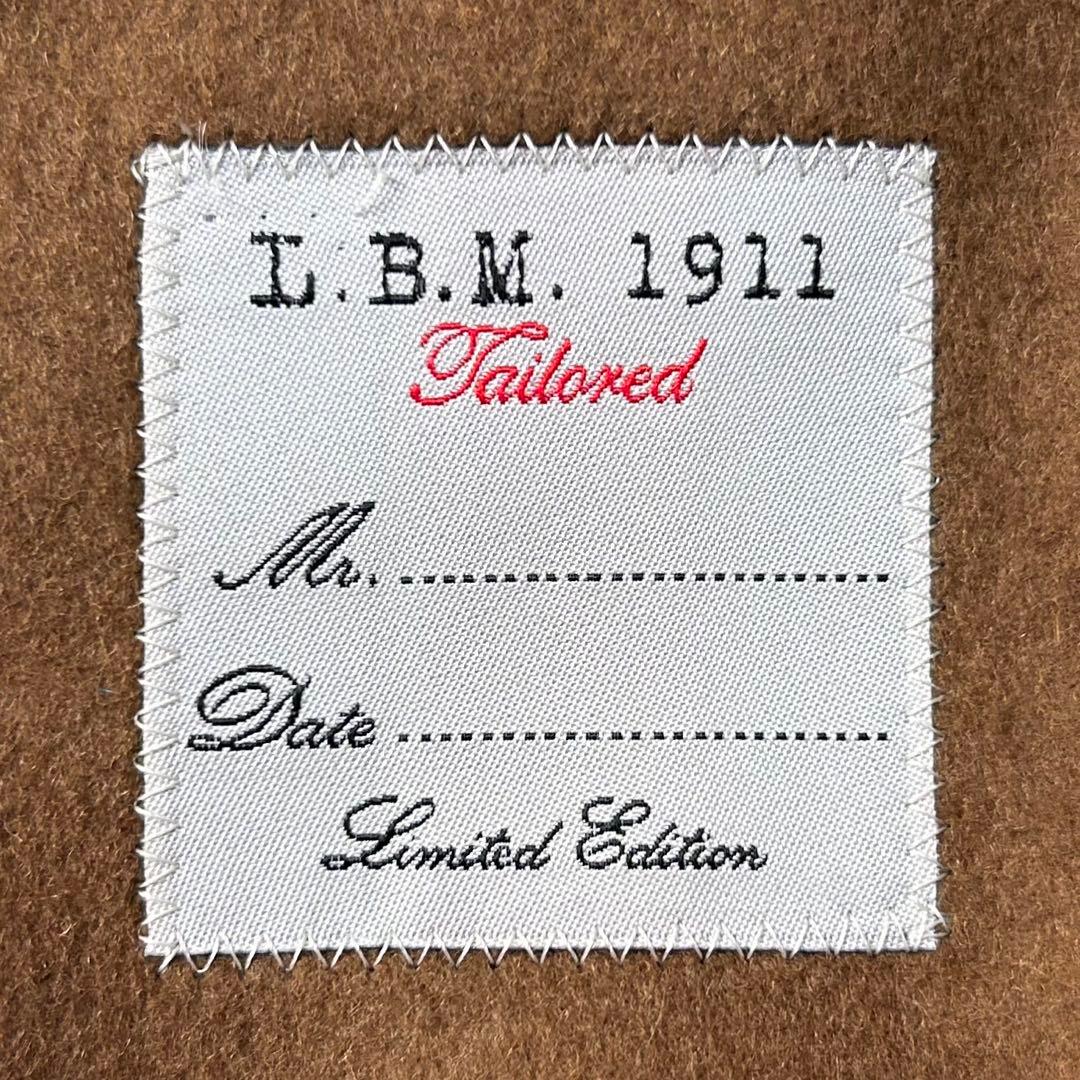 L.B.M. 1911
Tailored
Mr. ....................................
Date ....................................
Limited Edition